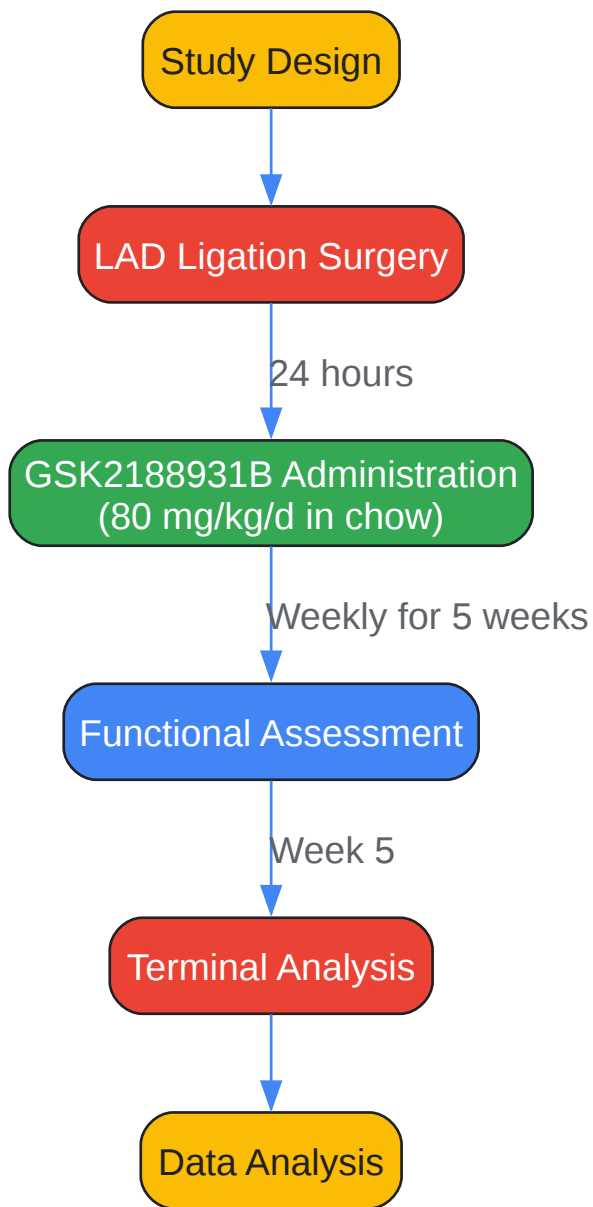 Study Design
LAD Ligation Surgery
24 hours
GSK2188931B Administration
(80 mg/kg/d in chow)
Weekly for 5 weeks
Functional Assessment
Week 5
Terminal Analysis
Data Analysis